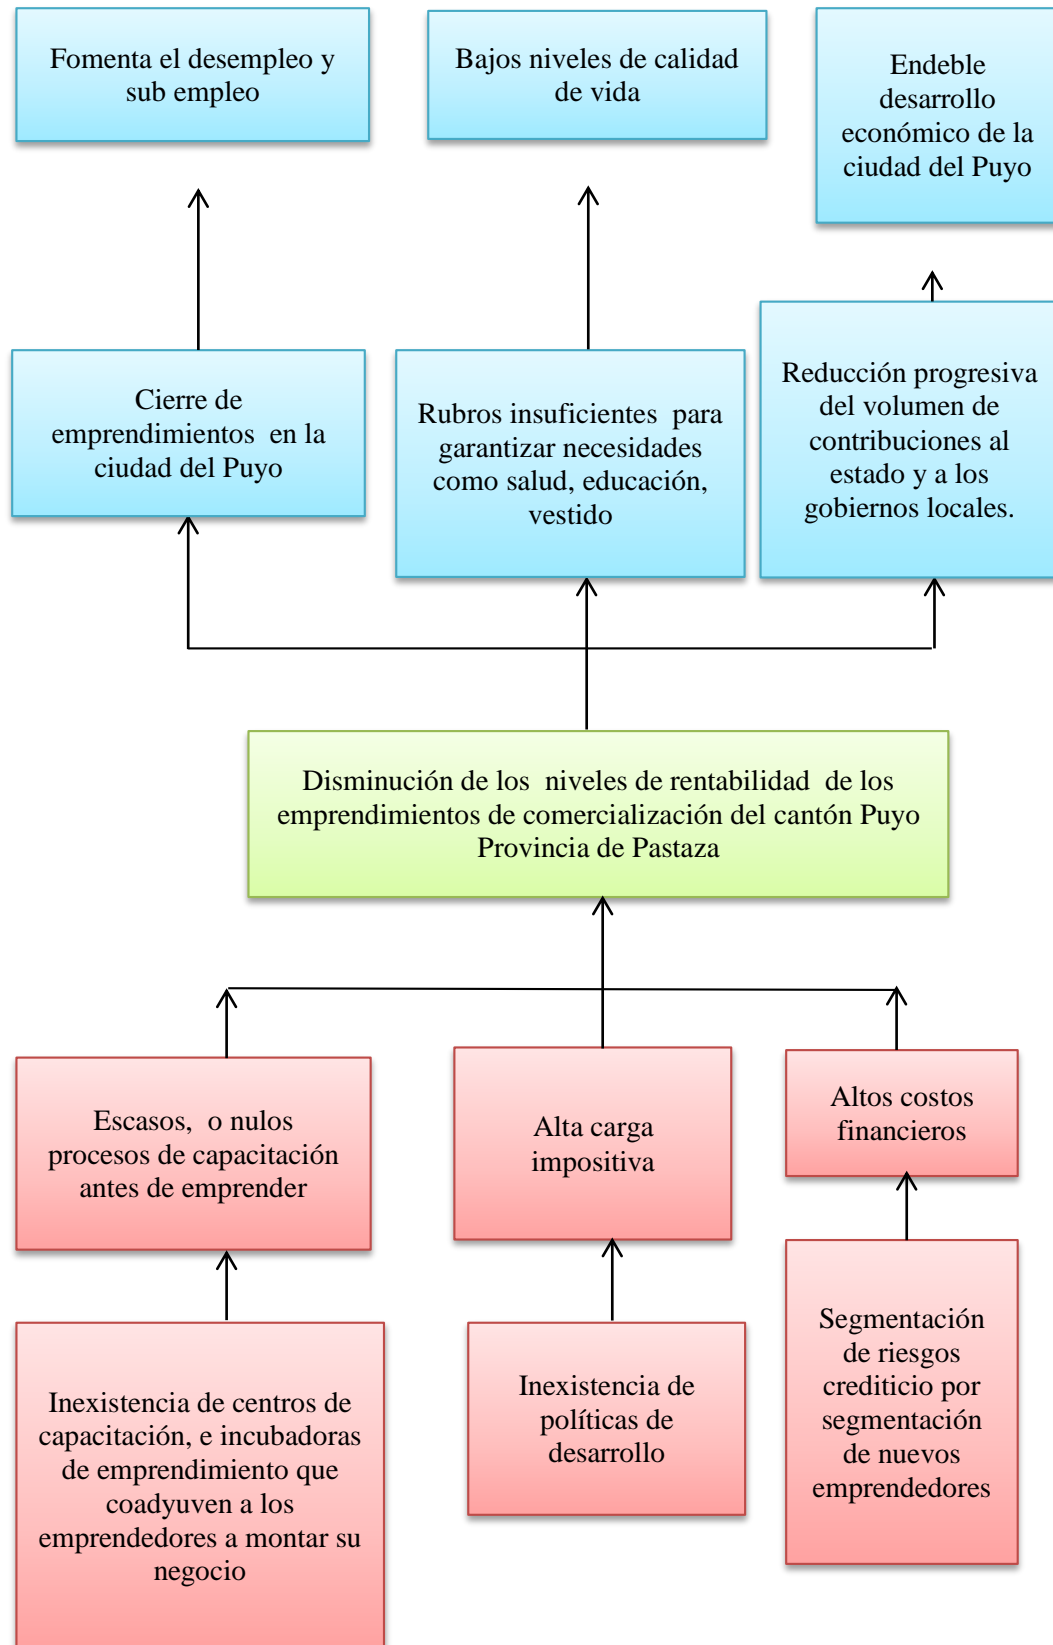 Fomenta el desempleo y
sub empleo
Bajos niveles de calidad
de vida
Endeble
desarrollo
económico de la
ciudad del Puyo
Cierre de
emprendimientos en la
ciudad del Puyo
Rubros insuficientes para
garantizar necesidades
como salud, educación,
vestido
Reducción progresiva
del volumen de
contribuciones al
estado y a los
gobiernos locales.
Disminución de los niveles de rentabilidad de los
emprendimientos de comercialización del cantón Puyo
Provincia de Pastaza
Escasos, o nulos
procesos de capacitación
antes de emprender
Alta carga
impositiva
Altos costos
financieros
Inexistencia de centros de
capacitación, e incubadoras
de emprendimiento que
coadyuven a los
emprendedores a montar su
negocio
Inexistencia de
políticas de
desarrollo
Segmentación
de riesgos
crediticio por
segmentación
de nuevos
emprendedores